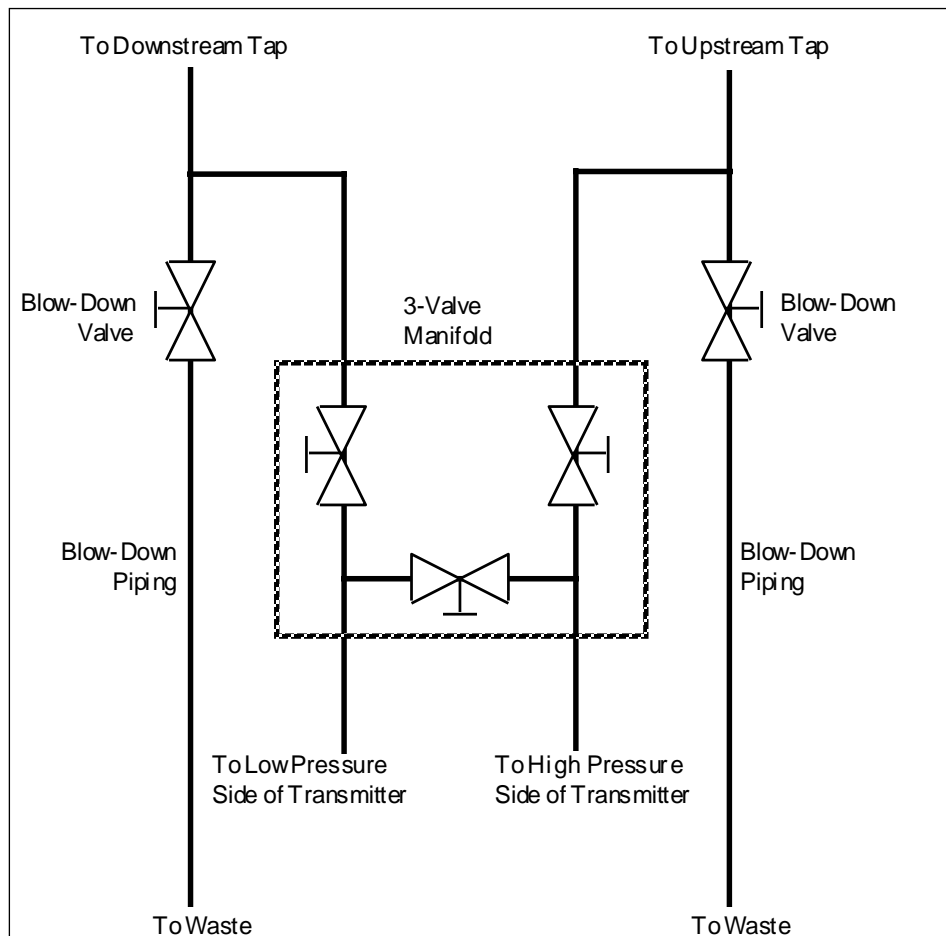 To Downstream Tap
To Upstream Tap
Blow-Down
Valve
3-Valve
Manifold
Blow-Down
Valve
Blow-Down
Piping
Blow-Down
Piping
To Low Pressure
Side of Transmitter
To High Pressure
Side of Transmitter
To Waste
To Waste